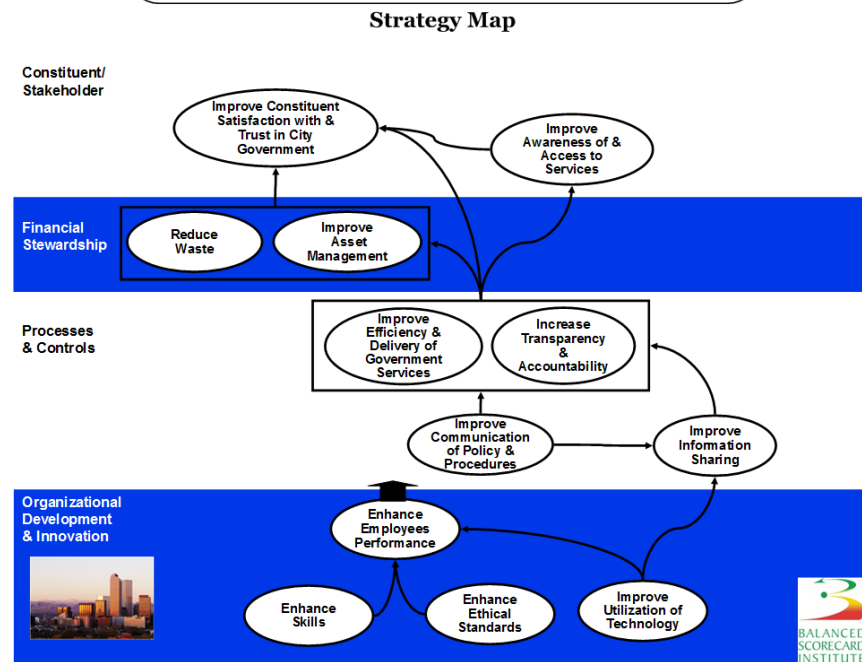 Strategy Map
Constituent/
Stakeholder
Improve Constituent
Satisfaction with &
Trust in City
Government
Improve
Awareness of &
Access to
Services
Financial
Stewardship
Reduce
Waste
Improve
Asset
Management
Processes
& Controls
Improve
Efficiency &
Delivery of
Government
Services
Increase
Transparency
&
Accountability
Improve
Communication
of Policy &
Procedures
Improve
Information
Sharing
Organizational
Development
& Innovation
Enhance
Employees
Performance
Enhance
Skills
Enhance
Ethical
Standards
Improve
Utilization of
Technology
BALANCED
SCORECARD
INSTITUTE